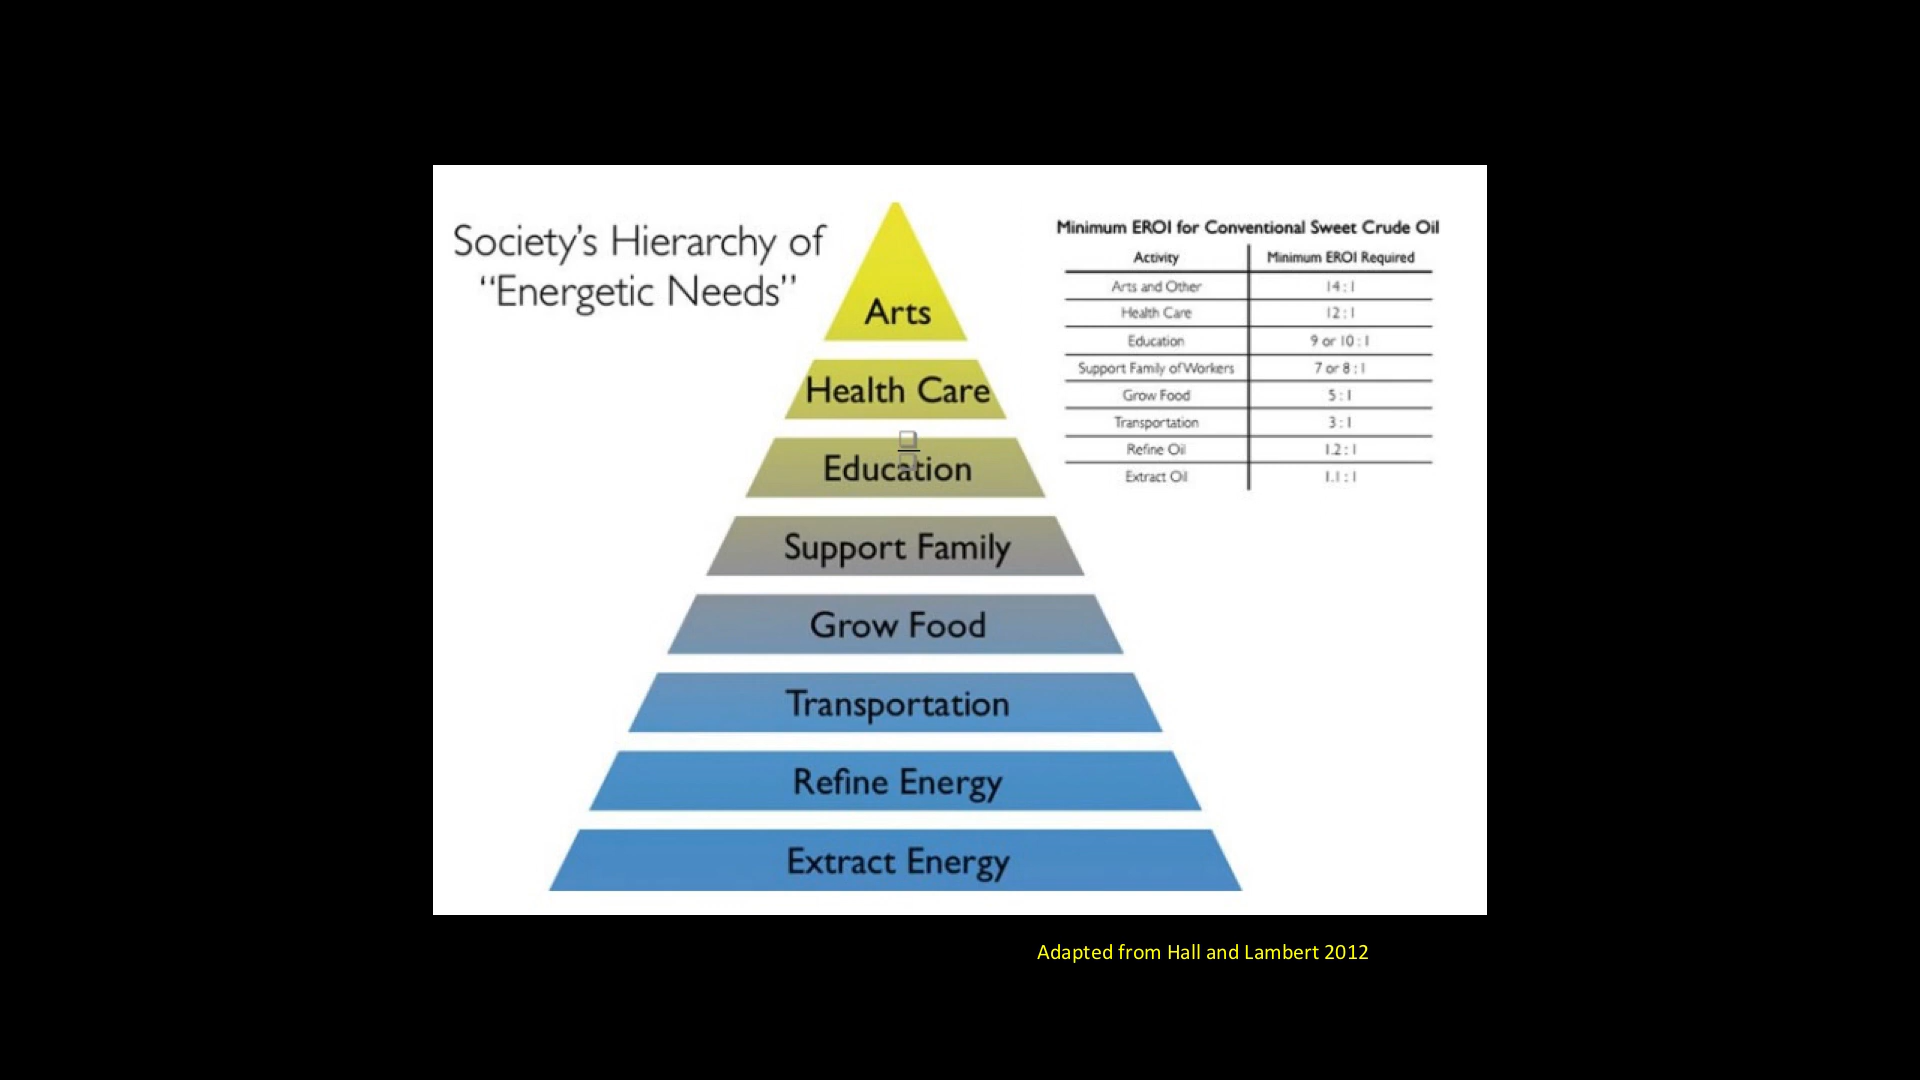 Society's Hierarchy of
“Energetic Needs”
Arts
Health Care
Education
Support Family
Grow Food
Transportation
Refine Energy
Extract Energy
Minimum EROI for Conventional Sweet Crude Oil
Activity Minimum EROI Required
Arts and Other 14 : 1
Health Care 12 : 1
Education 9 or 10 : 1
Support Family of Workers 7 or 8 : 1
Grow Food 5 : 1
Transportation 3 : 1
Refine Oil 1.2 : 1
Extract Oil 1.1 : 1
Adapted from Hall and Lambert 2012